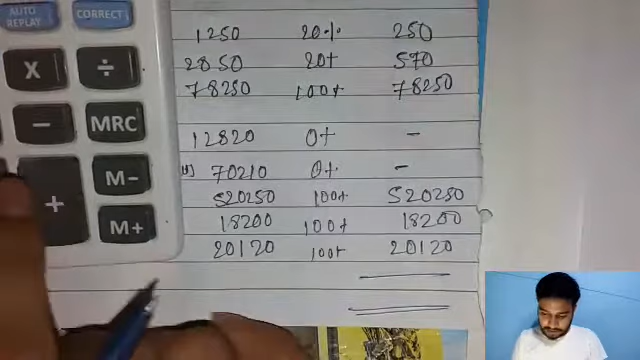 AUTO REPLAY CORRECT
1250 20% 250
2850 20% 570
X ÷
78250 100% 78250
- MRC
12820 0% -
70210 0% -
M-
520250 100% 520250
+
18200 100% 18200
M+
20120 100% 20120